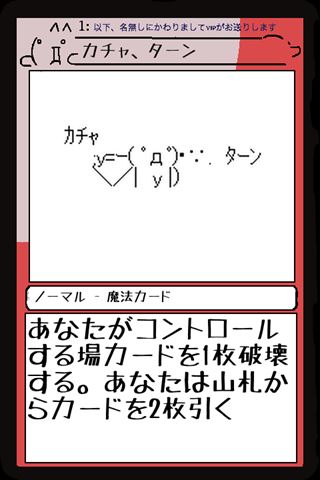 ∧∧ 1: 以下、名無しにかわりましてVIPがお送りします
(゚Д゚ カチャ、ターン
カチャ
;y=ｰ( ﾟдﾟ)･∵. ターン
＼／| y |)
ノーマル - 魔法カード
あなたがコントロール
する場カードを1枚破壊
する。あなたは山札か
らカードを2枚引く